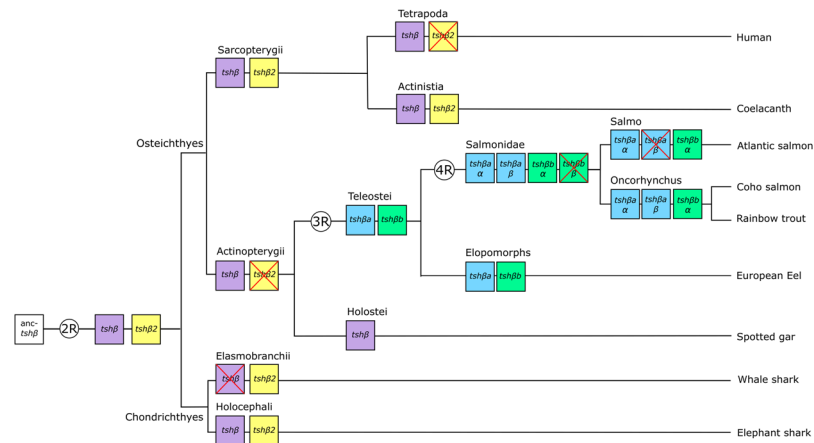 Tetrapoda
tshβ tshβ2
Human
Sarcopterygii
tshβ tshβ2
Actinistia
tshβ tshβ2
Coelacanth
Osteichthyes
Salmo
tshβa α tshβa β tshβb α
Atlantic salmon
Salmonidae
4R
tshβa α tshβa β tshβb α tshβb β
Oncorhynchus
tshβa α tshβa β tshβb α
Coho salmon
Rainbow trout
Teleostei
3R
tshβa tshβb
Actinopterygii
tshβ tshβ2
Elopomorphs
tshβa tshβb
European Eel
anc-
tshβ
2R
tshβ tshβ2
Holostei
tshβ
Spotted gar
Elasmobranchii
tshβ tshβ2
Whale shark
Chondrichthyes
Holocephali
tshβ tshβ2
Elephant shark